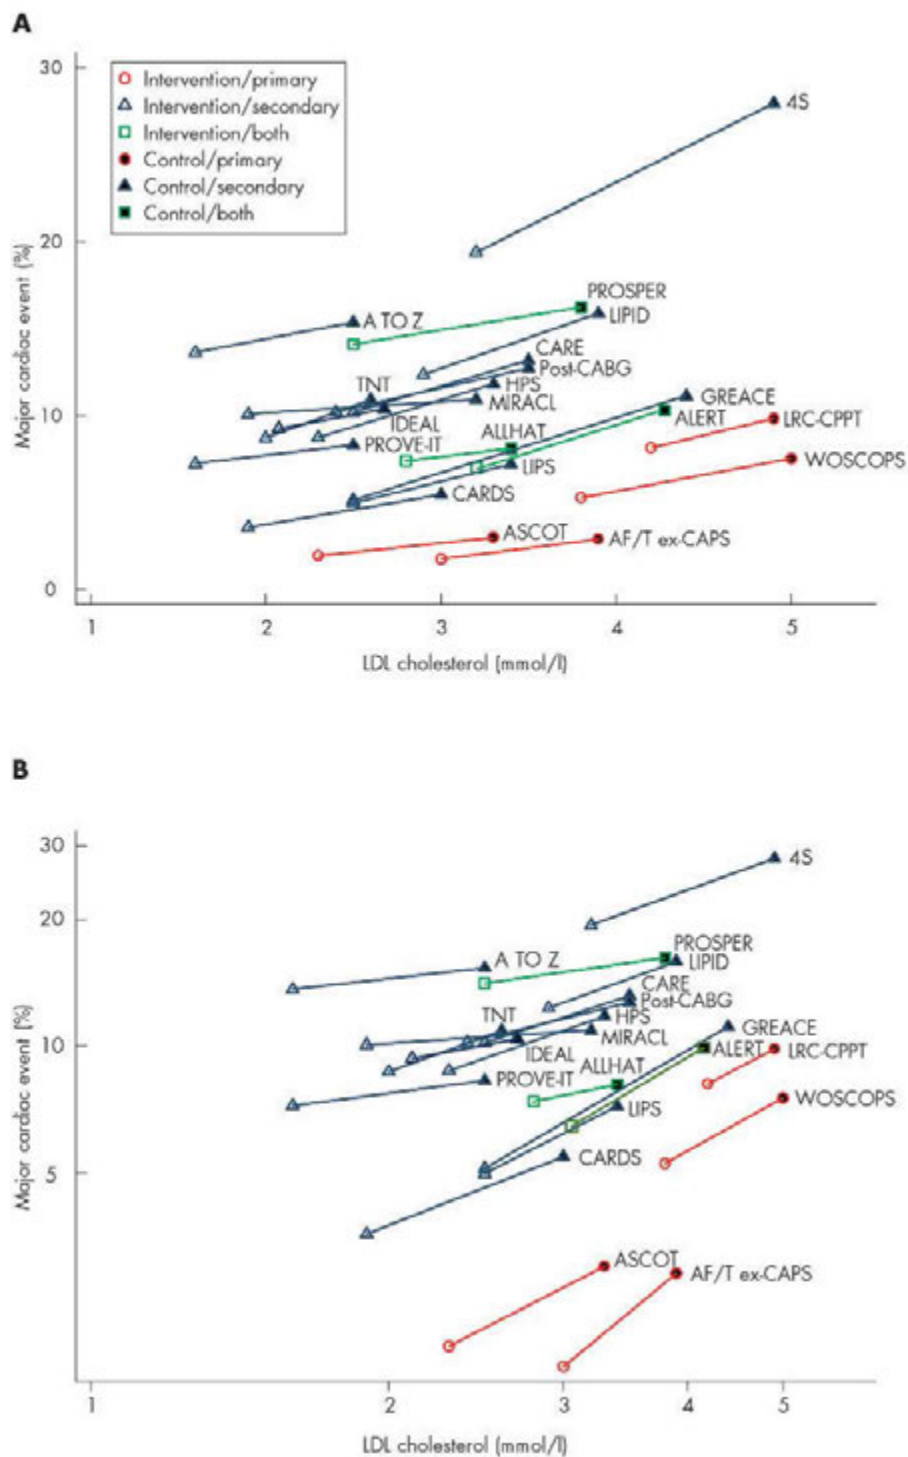 A
30
20
10
0
Major cardiac event (%)
Intervention/primary
Intervention/secondary
Intervention/both
Control/primary
Control/secondary
Control/both
4S
PROSPER
A TO Z
LIPID
CARE
Post-CABG
TNT
HPS
MIRACL
IDEAL
GREACE
ALERT
LRC-CPPT
PROVE-IT
ALLHAT
LIPS
WOSCOPS
CARDS
ASCOT
AF/T ex-CAPS
1 2 3 4 5
LDL cholesterol (mmol/l)
B
30
20
10
5
Major cardiac event [%)
4S
PROSPER
A TO Z
LIPID
CARE
Post-CABG
TNT
HPS
MIRACL
GREACE
IDEAL
ALERT
LRC-CPPT
ALLHAT
PROVE-IT
WOSCOPS
LIPS
CARDS
ASCOT
AF/T ex-CAPS
1 2 3 4 5
LDL cholesterol (mmol/l)